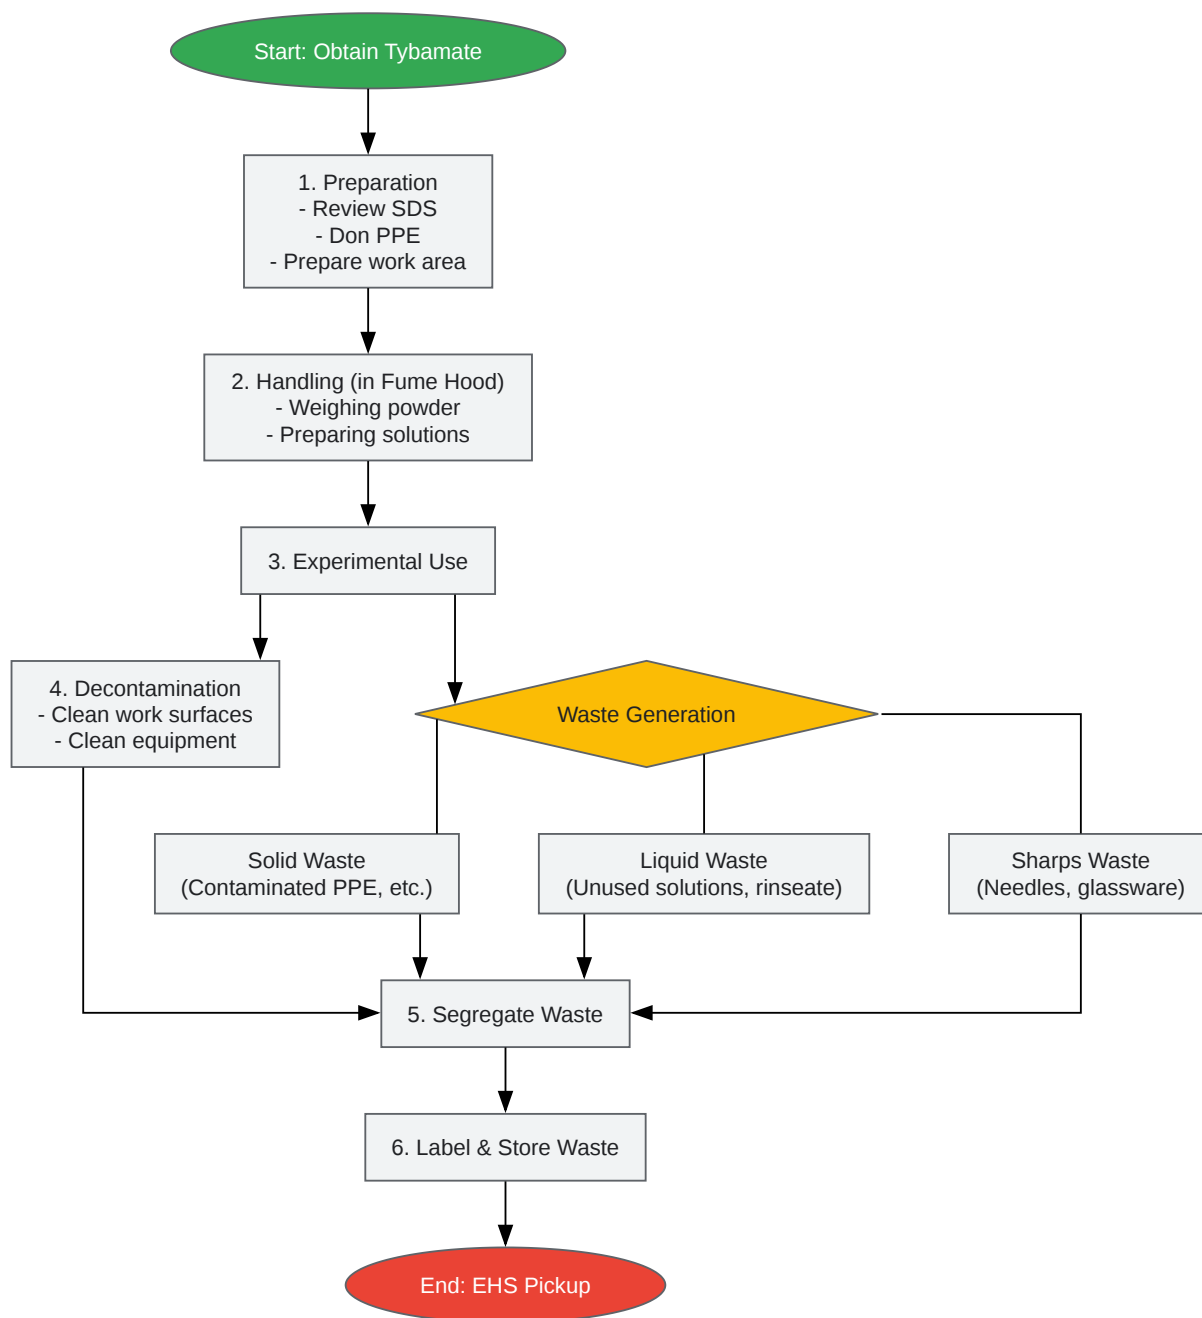 Start: Obtain Tybamate
1. Preparation
- Review SDS
- Don PPE
- Prepare work area
2. Handling (in Fume Hood)
- Weighing powder
- Preparing solutions
3. Experimental Use
4. Decontamination
- Clean work surfaces
- Clean equipment
Waste Generation
Solid Waste
(Contaminated PPE, etc.)
Liquid Waste
(Unused solutions, rinseate)
Sharps Waste
(Needles, glassware)
5. Segregate Waste
6. Label & Store Waste
End: EHS Pickup